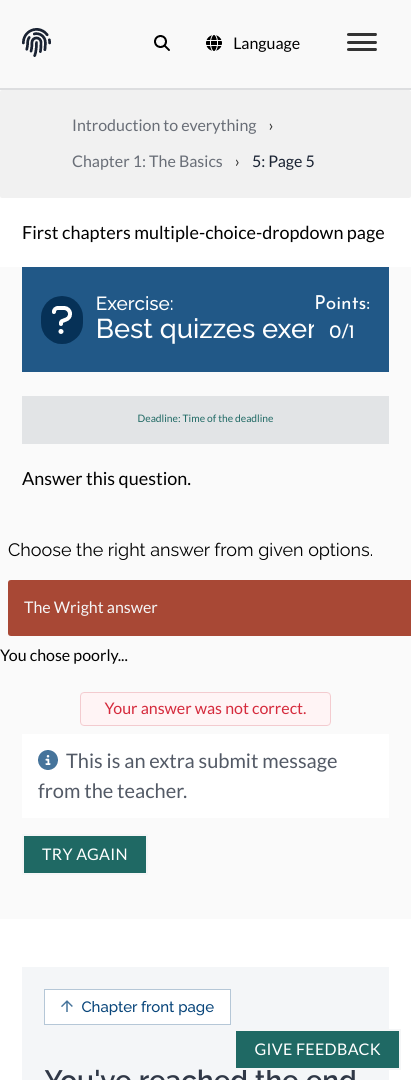 Language
Introduction to everything ›
Chapter 1: The Basics › 5: Page 5
First chapters multiple-choice-dropdown page
?
Exercise:
Best quizzes exer
Points:
0/1
Deadline: Time of the deadline
Answer this question.
Choose the right answer from given options.
The Wright answer
You chose poorly...
Your answer was not correct.
This is an extra submit message
from the teacher.
TRY AGAIN
Chapter front page
GIVE FEEDBACK
You've reached the end